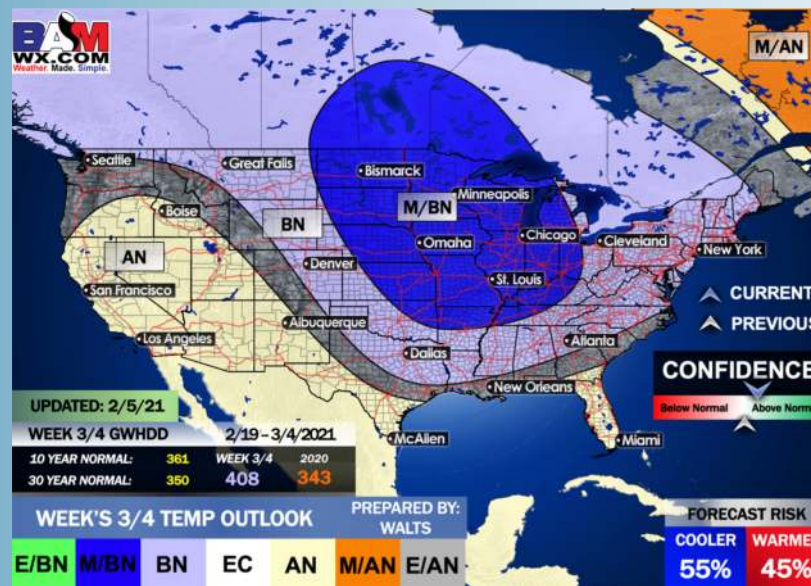 BAM
WX.COM
Weather. Made. Simple.
M/AN
Seattle
Great Falls
Bismarck
Minneapolis
Boise
BN
M/BN
Omaha
Chicago
Cleveland
New York
AN
Denver
St. Louis
San Francisco
Albuquerque
Los Angeles
Atlanta
Dallas
New Orleans
McAllen
Miami
CURRENT
PREVIOUS
CONFIDENCE
Below Normal
Above Norm
UPDATED: 2/5/21
WEEK 3/4 GWHDD 2/19 – 3/4/2021
10 YEAR NORMAL: 361 WEEK 3/4 2020
30 YEAR NORMAL: 350 408 343
WEEK'S 3/4 TEMP OUTLOOK
PREPARED BY:
WALTS
FORECAST RISK
COOLER WARME
55% 45%
E/BN M/BN BN EC AN M/AN E/AN